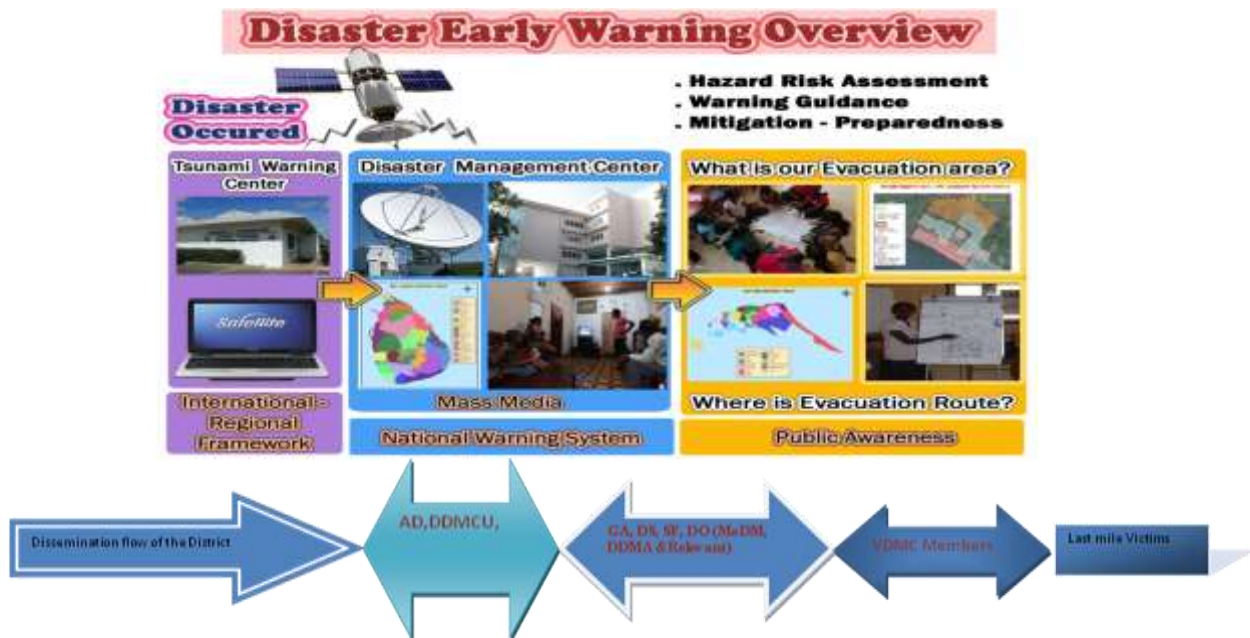 Disaster Early Warning Overview
. Hazard Risk Assessment
. Warning Guidance
. Mitigation - Preparedness
Disaster
Occured
Tsunami Warning
Center
Disaster Management Center
What is our Evacuation area?
Satellite
Mass Media
Where is Evacuation Route?
International -
Regional
Framework
National Warning System
Public Awareness
Dissemination flow of the District
AD,DDMCU,
GA, DS, SF, DO (MoDM,
DDMA & Relevant)
VDMC Members
Last mile Victims